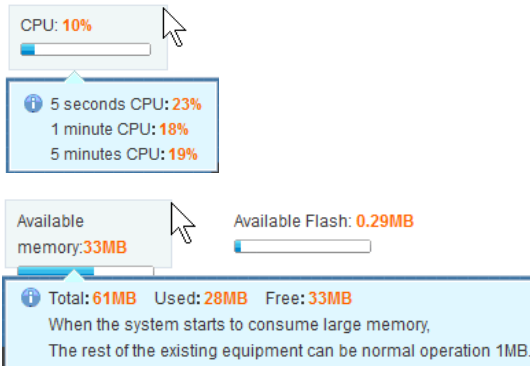 CPU: 10%
5 seconds CPU: 23%
1 minute CPU: 18%
5 minutes CPU: 19%
Available
memory:33MB
Available Flash: 0.29MB
Total: 61MB Used: 28MB Free: 33MB
When the system starts to consume large memory,
The rest of the existing equipment can be normal operation 1MB.